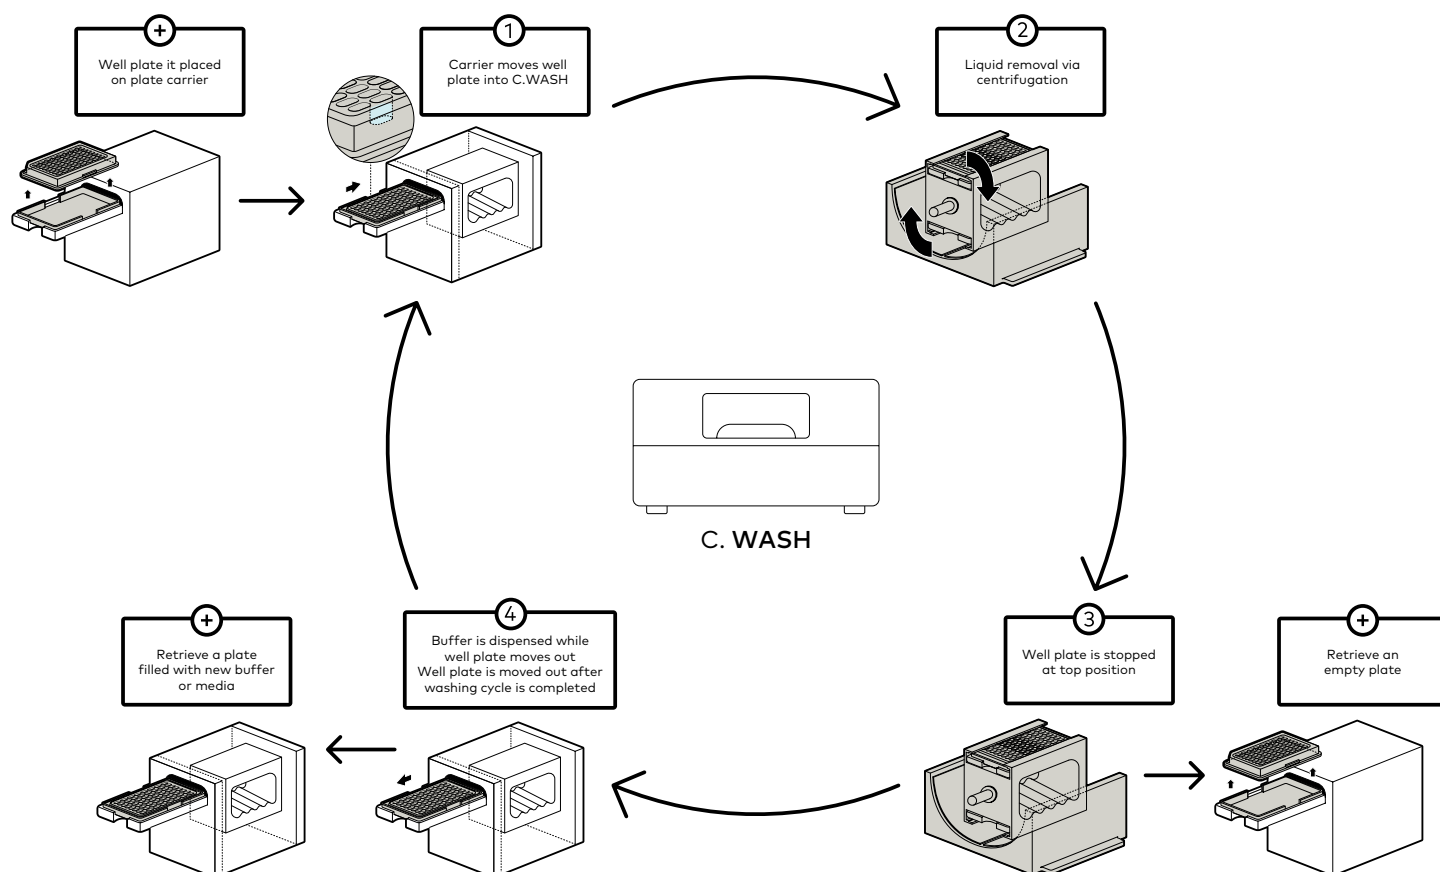 +
Well plate it placed
on plate carrier
1
Carrier moves well
plate into C.WASH
2
Liquid removal via
centrifugation
C. WASH
+
Retrieve a plate
filled with new buffer
or media
4
Buffer is dispensed while
well plate moves out
Well plate is moved out after
washing cycle is completed
3
Well plate is stopped
at top position
+
Retrieve an
empty plate